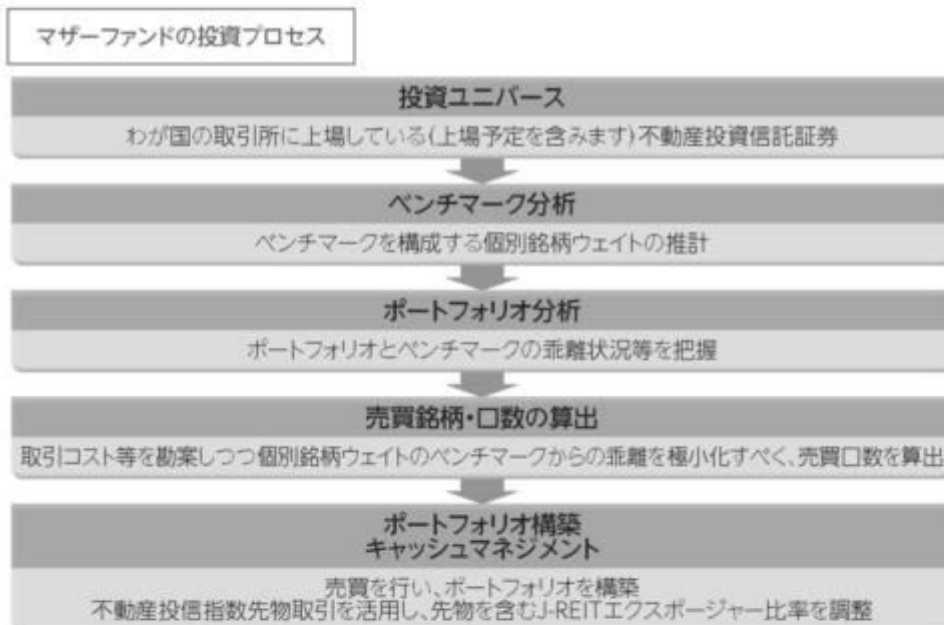 マザーファンドの投資プロセス
投資ユニバース
わが国の取引所に上場している(上場予定を含みます)不動産投資信託証券
ベンチマーク分析
ベンチマークを構成する個別銘柄ウェイトの推計
ポートフォリオ分析
ポートフォリオとベンチマークの乖離状況等を把握
売買銘柄・口数の算出
取引コスト等を勘案しつつ個別銘柄ウェイトのベンチマークからの乖離を極小化すべく、売買口数を算出
ポートフォリオ構築
キャッシュマネジメント
売買を行い、ポートフォリオを構築
不動産投信指数先物取引を活用し、先物を含むJ-REITエクスポージャー比率を調整